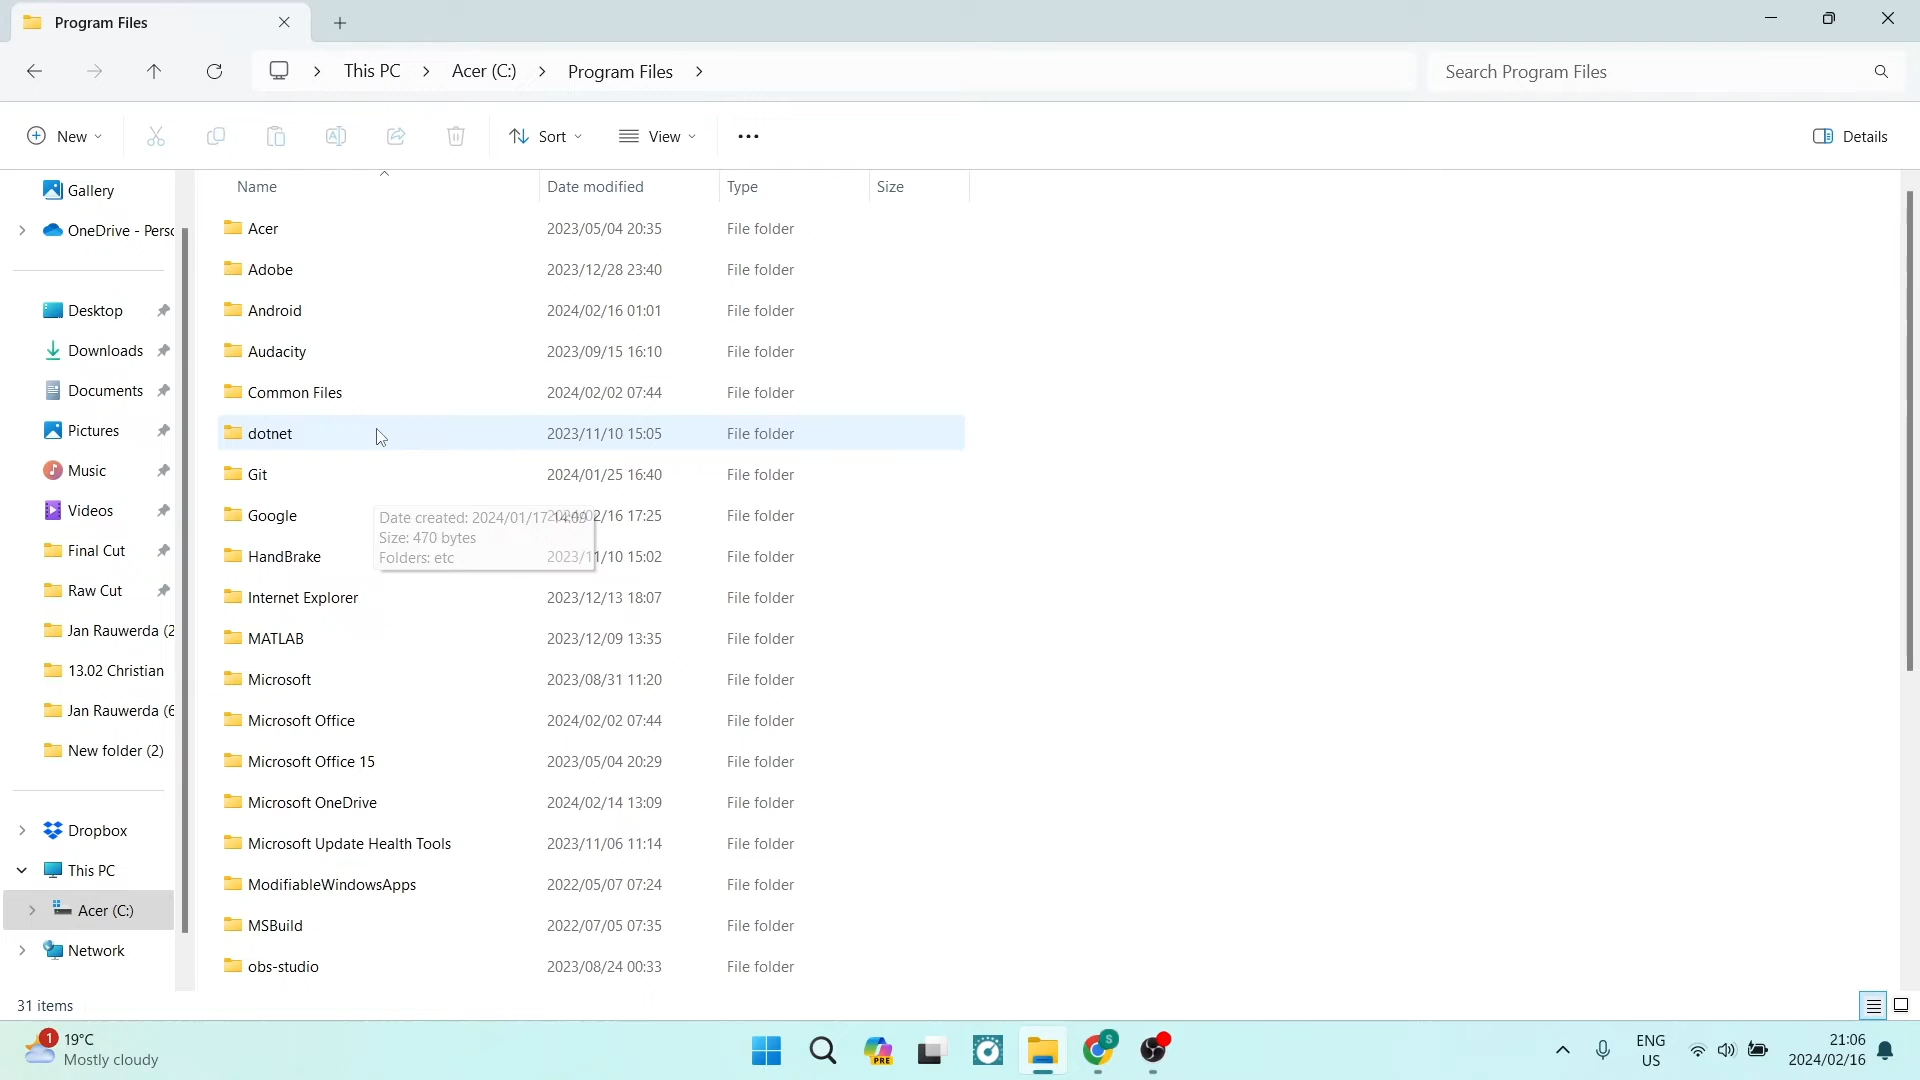 Program Files
This PC
Acer (C:)
Program Files
Search Program Files
New
Sort
View
Details
Gallery
OneDrive - Perso
Desktop
Downloads
Documents
Pictures
Music
Videos
Final Cut
Raw Cut
Jan Rauwerda (2
13.02 Christian
Jan Rauwerda (6
New folder (2)
Dropbox
This PC
Acer (C:)
Network
Name Date modified Type Size
Acer 2023/05/04 20:35 File folder
Adobe 2023/12/28 23:40 File folder
Android 2024/02/16 01:01 File folder
Audacity 2023/09/15 16:10 File folder
Common Files 2024/02/02 07:44 File folder
dotnet 2023/11/10 15:05 File folder
Git 2024/01/25 16:40 File folder
Google 2024/02/16 17:25 File folder
HandBrake 2023/11/10 15:02 File folder
Date created: 2024/01/17 14:09
Size: 470 bytes
Folders: etc
Internet Explorer 2023/12/13 18:07 File folder
MATLAB 2023/12/09 13:35 File folder
Microsoft 2023/08/31 11:20 File folder
Microsoft Office 2024/02/02 07:44 File folder
Microsoft Office 15 2023/05/04 20:29 File folder
Microsoft OneDrive 2024/02/14 13:09 File folder
Microsoft Update Health Tools 2023/11/06 11:14 File folder
ModifiableWindowsApps 2022/05/07 07:24 File folder
MSBuild 2022/07/05 07:35 File folder
obs-studio 2023/08/24 00:33 File folder
31 items
1
19°C
Mostly cloudy
PRE
S
ENG
US
21:06
2024/02/16